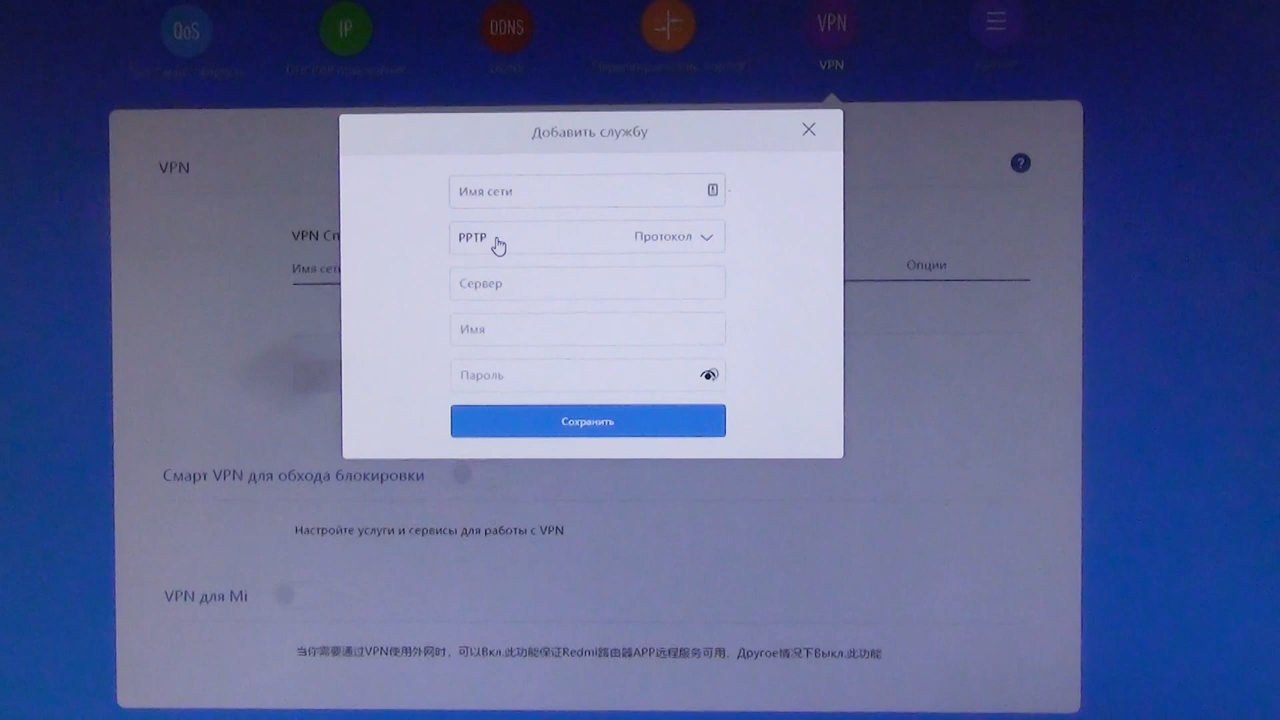 QoS
IP
DDNS
VPN
VPN
Добавить службу
VPN
?
Имя сети
VPN Сп
PPTP
Протокол
Имя сет
Опции
Сервер
Имя
Пароль
Сохранить
Смарт VPN для обхода блокировки
Настройте услуги и сервисы для работы с VPN
VPN для Mi
当你需要通过VPN使用外网时，可以Вкл.此功能保证Redmi路由器APP远程服务可用，Другое情况下Выкл.此功能